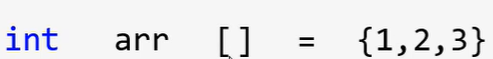 int arr [] = {1,2,3}